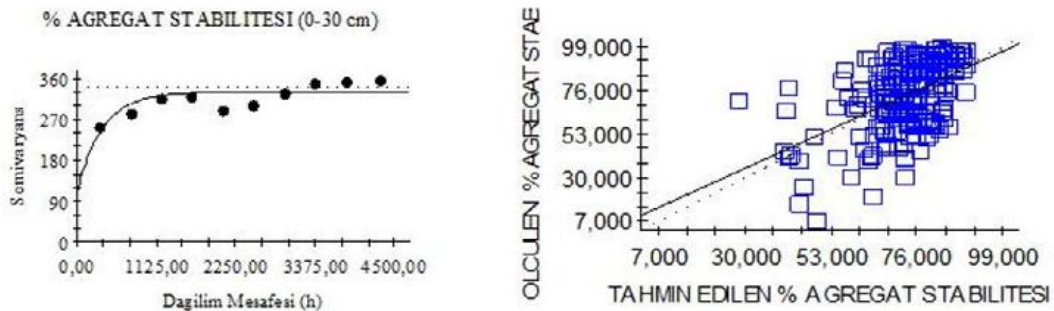 % AGREGAT STABILITESI (0-30 cm)
Semivaryans
360
270
180
90
0
0,00 1125,00 2250,00 3375,00 4500,00
Dagilim Mesafesi (h)
OLCULEN % AGREGAT STAE
99,000
76,000
53,000
30,000
7,000
7,000 30,000 53,000 76,000 99,000
TAHMIN EDILEN % AGREGAT STABILITESI